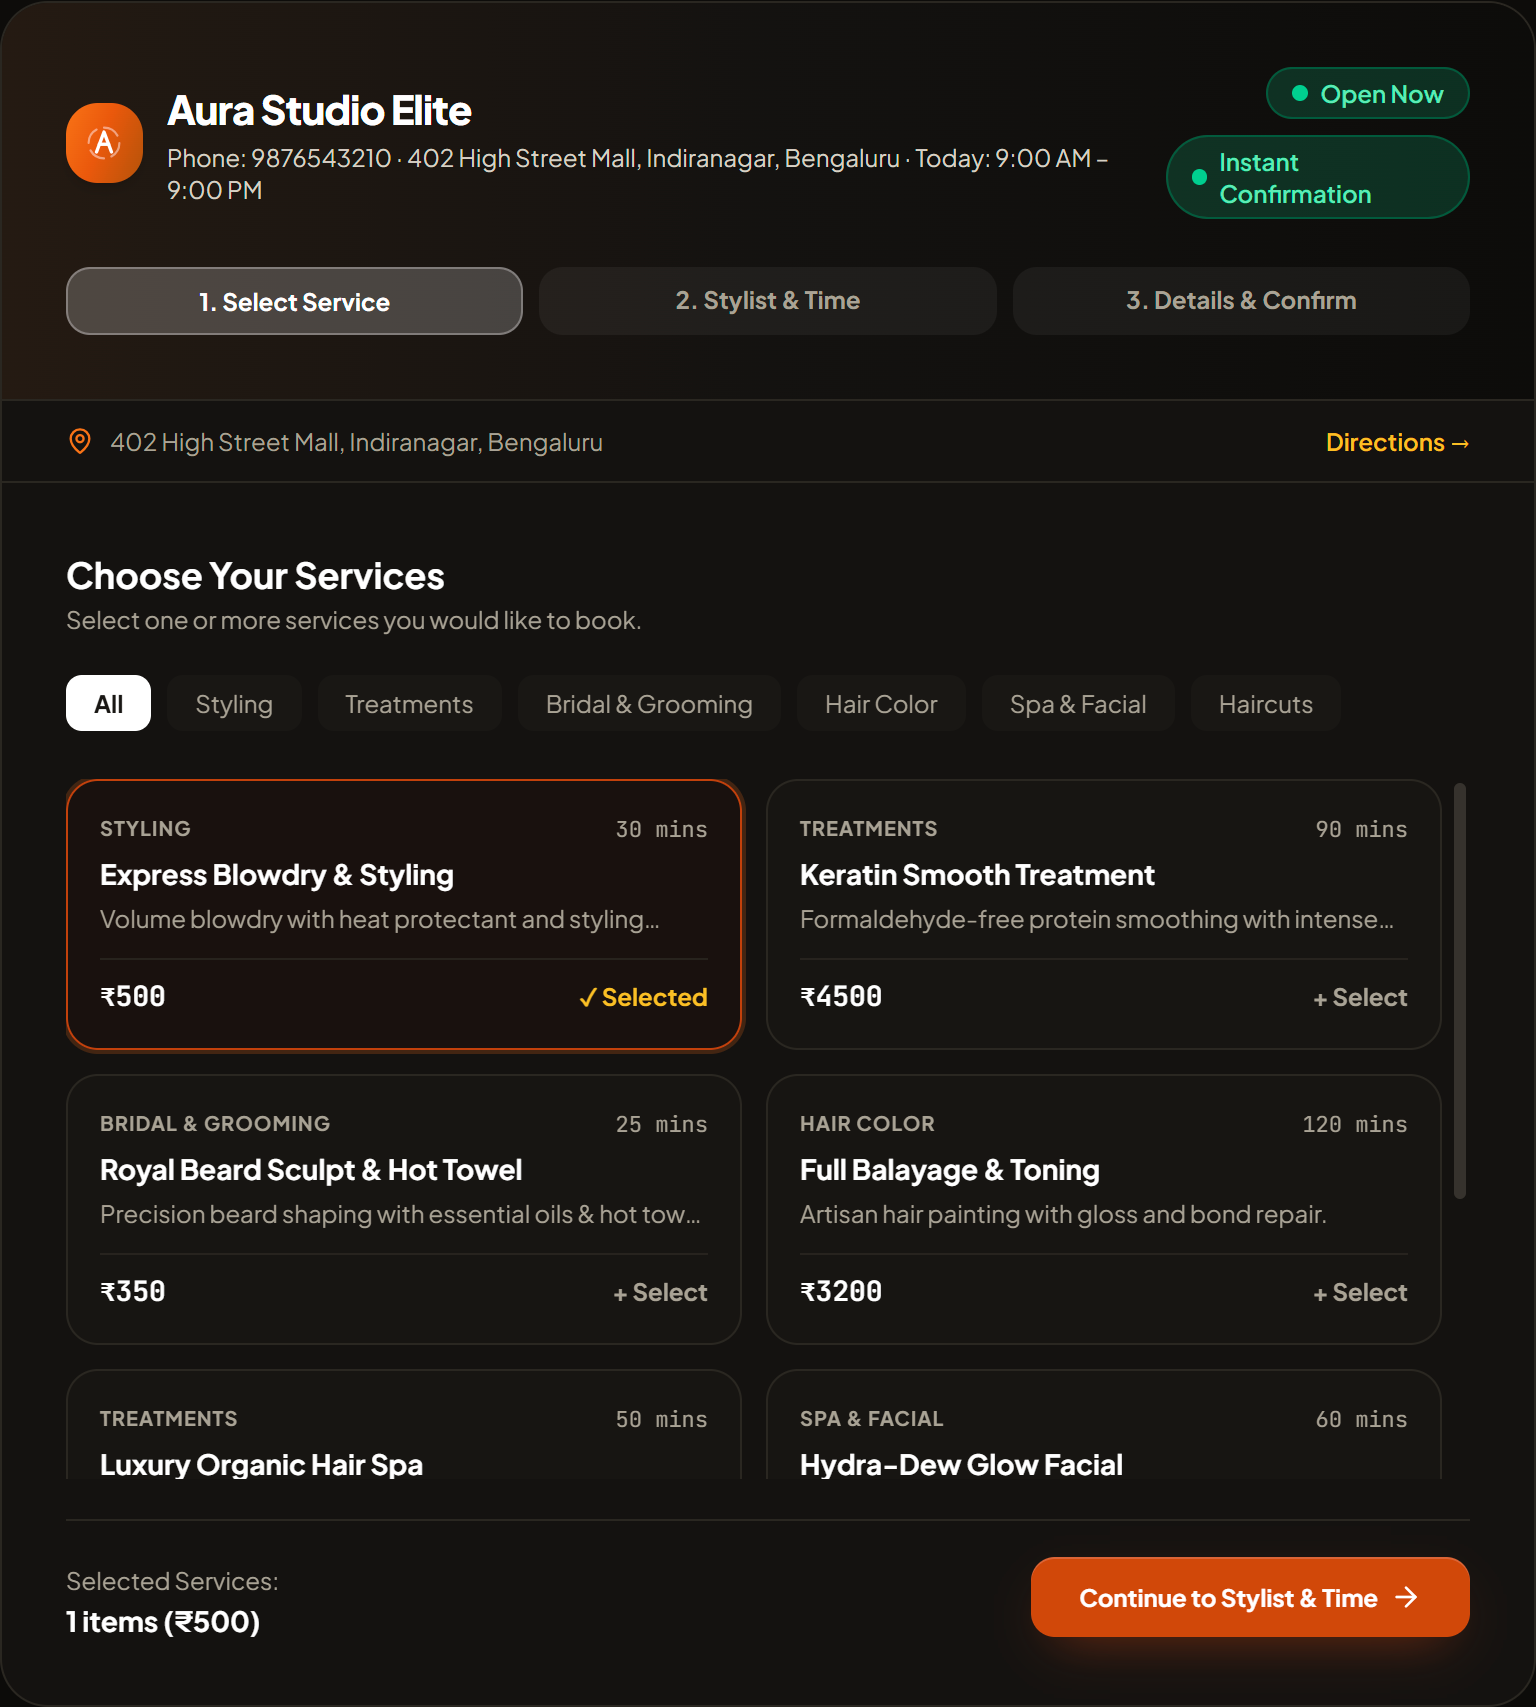 A
Aura Studio Elite
Phone: 9876543210 · 402 High Street Mall, Indiranagar, Bengaluru · Today: 9:00 AM –
9:00 PM
Open Now
Instant
Confirmation
1. Select Service
2. Stylist & Time
3. Details & Confirm
402 High Street Mall, Indiranagar, Bengaluru
Directions →
Choose Your Services
Select one or more services you would like to book.
All
Styling
Treatments
Bridal & Grooming
Hair Color
Spa & Facial
Haircuts
STYLING
30 mins
Express Blowdry & Styling
Volume blowdry with heat protectant and styling...
₹500
✓ Selected
TREATMENTS
90 mins
Keratin Smooth Treatment
Formaldehyde-free protein smoothing with intense...
₹4500
+ Select
BRIDAL & GROOMING
25 mins
Royal Beard Sculpt & Hot Towel
Precision beard shaping with essential oils & hot tow...
₹350
+ Select
HAIR COLOR
120 mins
Full Balayage & Toning
Artisan hair painting with gloss and bond repair.
₹3200
+ Select
TREATMENTS
50 mins
Luxury Organic Hair Spa
SPA & FACIAL
60 mins
Hydra-Dew Glow Facial
Selected Services:
1 items (₹500)
Continue to Stylist & Time →